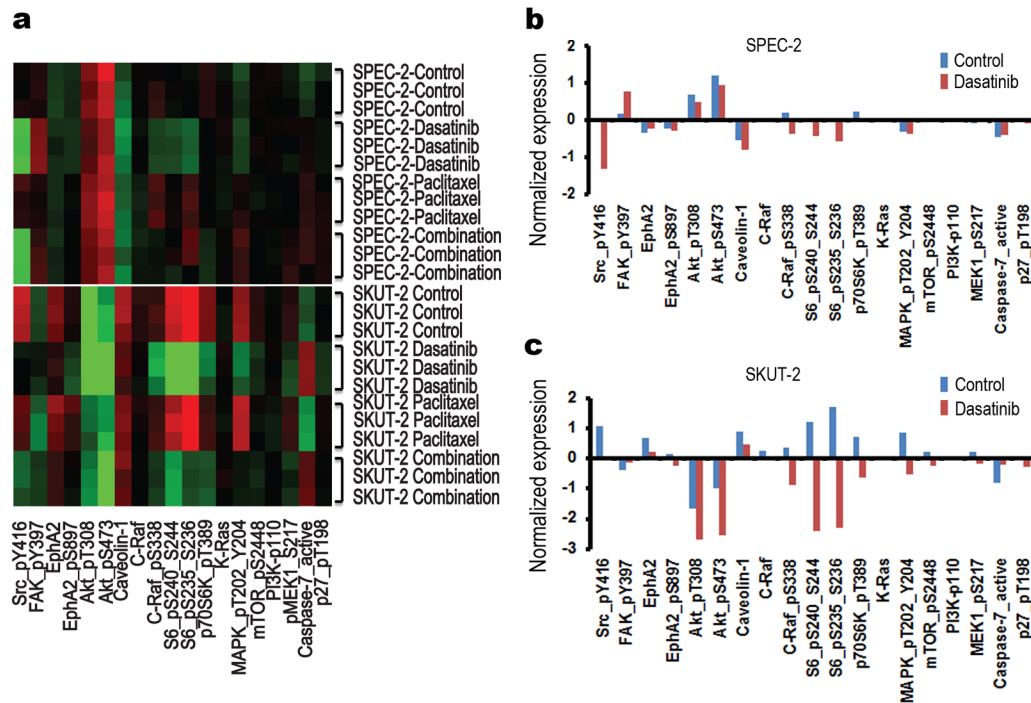 a
SPEC-2-Control
SPEC-2-Control
SPEC-2-Control
SPEC-2-Dasatinib
SPEC-2-Dasatinib
SPEC-2-Dasatinib
SPEC-2-Paclitaxel
SPEC-2-Paclitaxel
SPEC-2-Paclitaxel
SPEC-2-Combination
SPEC-2-Combination
SPEC-2-Combination
SKUT-2 Control
SKUT-2 Control
SKUT-2 Control
SKUT-2 Dasatinib
SKUT-2 Dasatinib
SKUT-2 Dasatinib
SKUT-2 Paclitaxel
SKUT-2 Paclitaxel
SKUT-2 Paclitaxel
SKUT-2 Combination
SKUT-2 Combination
SKUT-2 Combination
Src_pY416
FAK_pY397
EphA2
EphA2_pS897
Akt_pT308
Akt_pS473
Caveolin-1
C-Raf
C-Raf_pS338
S6_pS240_S244
S6_pS235_S236
p70S6K_pT389
K-Ras
MAPK_pT202_Y204
mTOR_pS2448
PI3K-p110
pMEK1_S217
Caspase-7_active
p27_pT198
b
SPEC-2
Control
Dasatinib
Normalized expression
2
1
0
-1
-2
Src_pY416
FAK_pY397
EphA2
EphA2_pS897
Akt_pT308
Akt_pS473
Caveolin-1
C-Raf
C-Raf_pS338
S6_pS240_S244
S6_pS235_S236
p70S6K_pT389
K-Ras
MAPK_pT202_Y204
mTOR_pS2448
PI3K-p110
MEK1_pS217
Caspase-7_active
p27_pT198
c
SKUT-2
Control
Dasatinib
Normalized expression
2
1
0
-1
-2
-3
Src_pY416
FAK_pY397
EphA2
EphA2_pS897
Akt_pT308
Akt_pS473
Caveolin-1
C-Raf
C-Raf_pS338
S6_pS240_S244
S6_pS235_S236
p70S6K_pT389
K-Ras
MAPK_pT202_Y204
mTOR_pS2448
PI3K-p110
MEK1_pS217
Caspase-7_active
p27_pT198